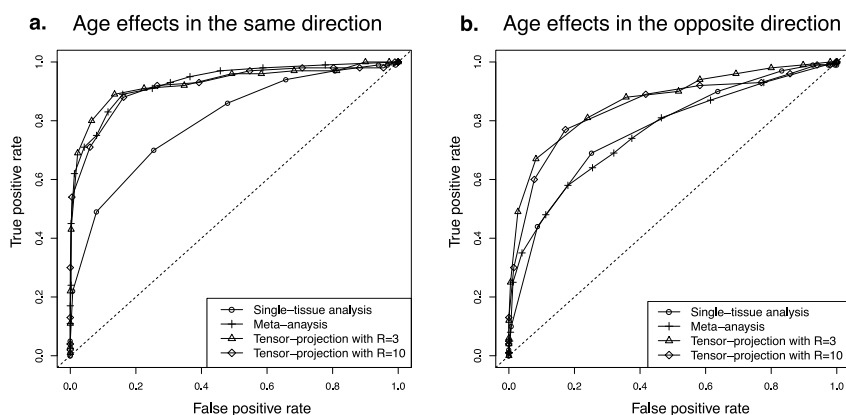 a. Age effects in the same direction
True positive rate
1.0
0.8
0.6
0.4
0.2
0.0
0.0 0.2 0.4 0.6 0.8 1.0
False positive rate
Single−tissue analysis
Meta−anaysis
Tensor−projection with R=3
Tensor−projection with R=10
b. Age effects in the opposite direction
True positive rate
1.0
0.8
0.6
0.4
0.2
0.0
0.0 0.2 0.4 0.6 0.8 1.0
False positive rate
Single−tissue analysis
Meta−anaysis
Tensor−projection with R=3
Tensor−projection with R=10